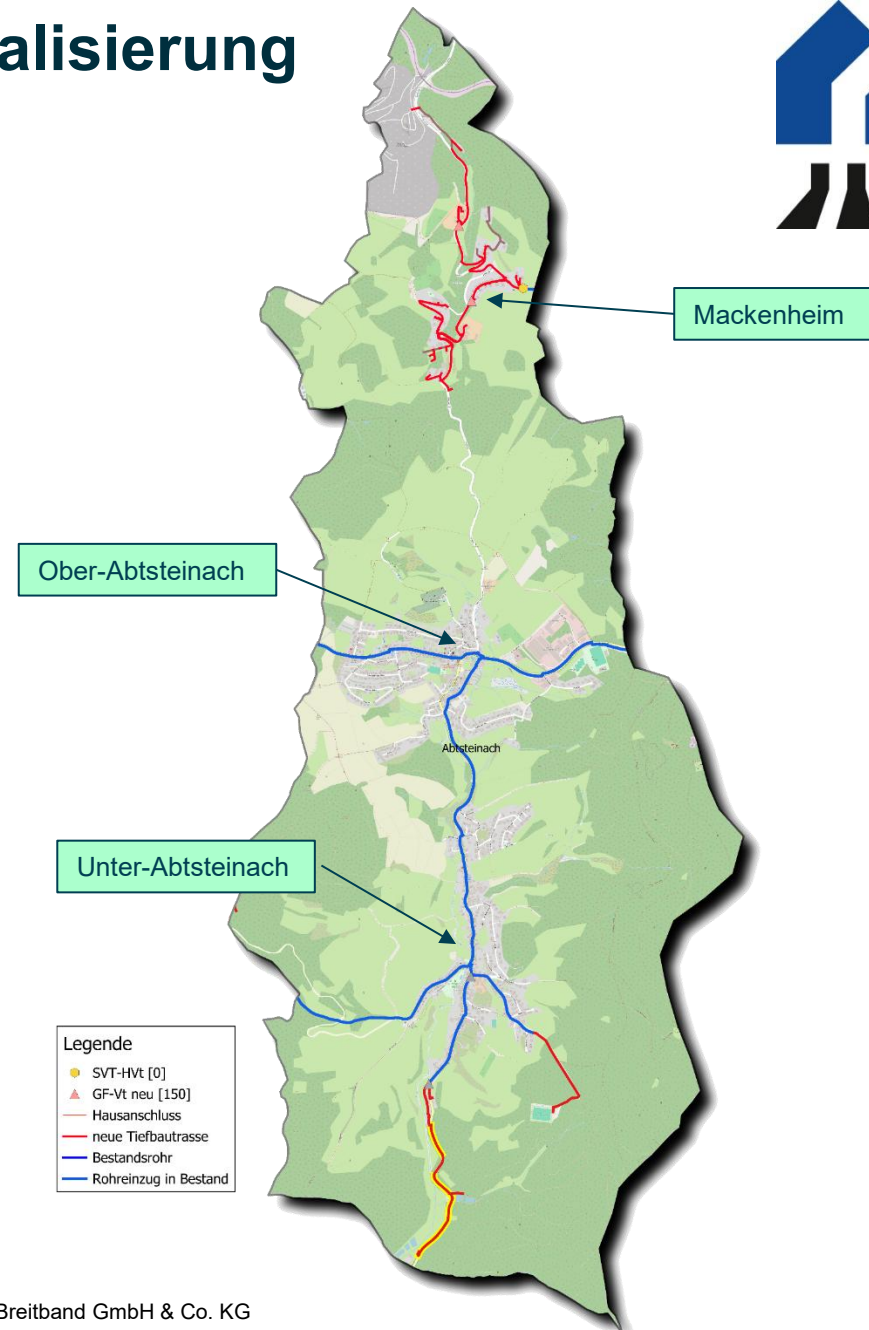 alisierung
Mackenheim
Ober-Abtsteinach
Abtsteinach
Unter-Abtsteinach
Legende
SVT-HVt [0]
GF-Vt neu [150]
Hausanschluss
neue Tiefbautrasse
Bestandsrohr
Rohreinzug in Bestand
Breitband GmbH & Co. KG